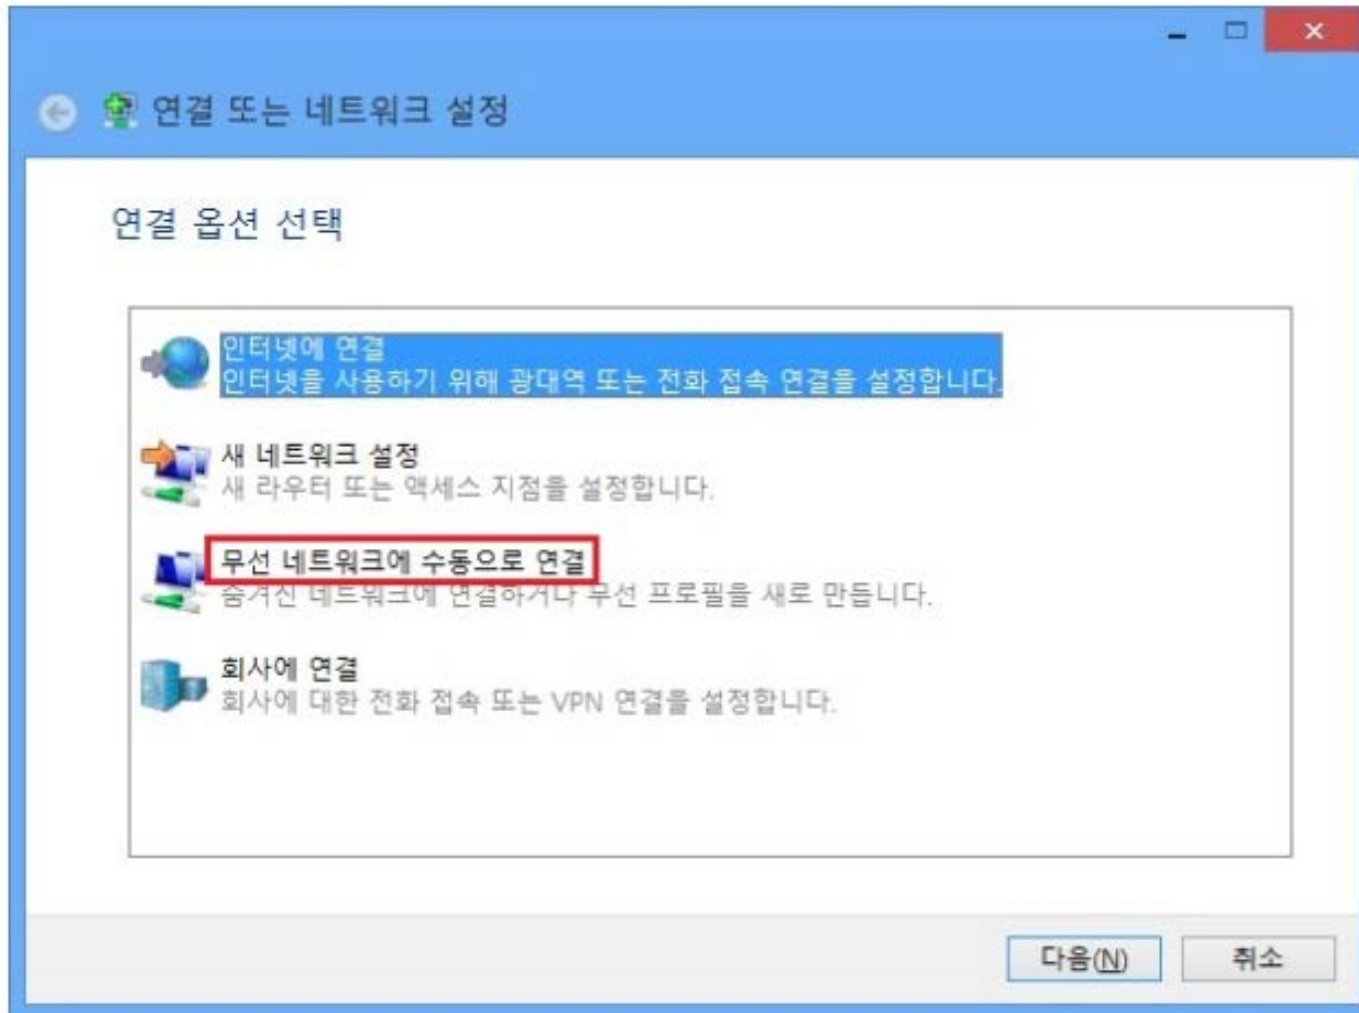 연결 또는 네트워크 설정
연결 옵션 선택
인터넷에 연결
인터넷을 사용하기 위해 광대역 또는 전화 접속 연결을 설정합니다.
새 네트워크 설정
새 라우터 또는 액세스 지점을 설정합니다.
무선 네트워크에 수동으로 연결
숨겨진 네트워크에 연결하거나 무선 프로필을 새로 만듭니다.
회사에 연결
회사에 대한 전화 접속 또는 VPN 연결을 설정합니다.
다음(N)
취소